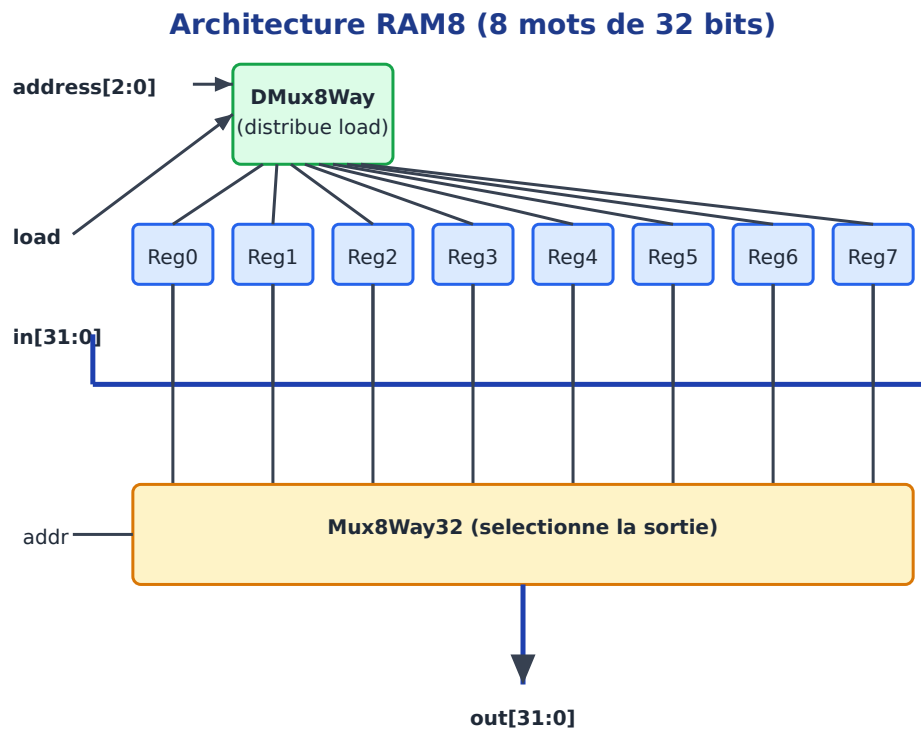 Architecture RAM8 (8 mots de 32 bits)
address[2:0]
DMux8Way
(distribue load)
load
Reg0 Reg1 Reg2 Reg3 Reg4 Reg5 Reg6 Reg7
in[31:0]
addr
Mux8Way32 (selectionne la sortie)
out[31:0]